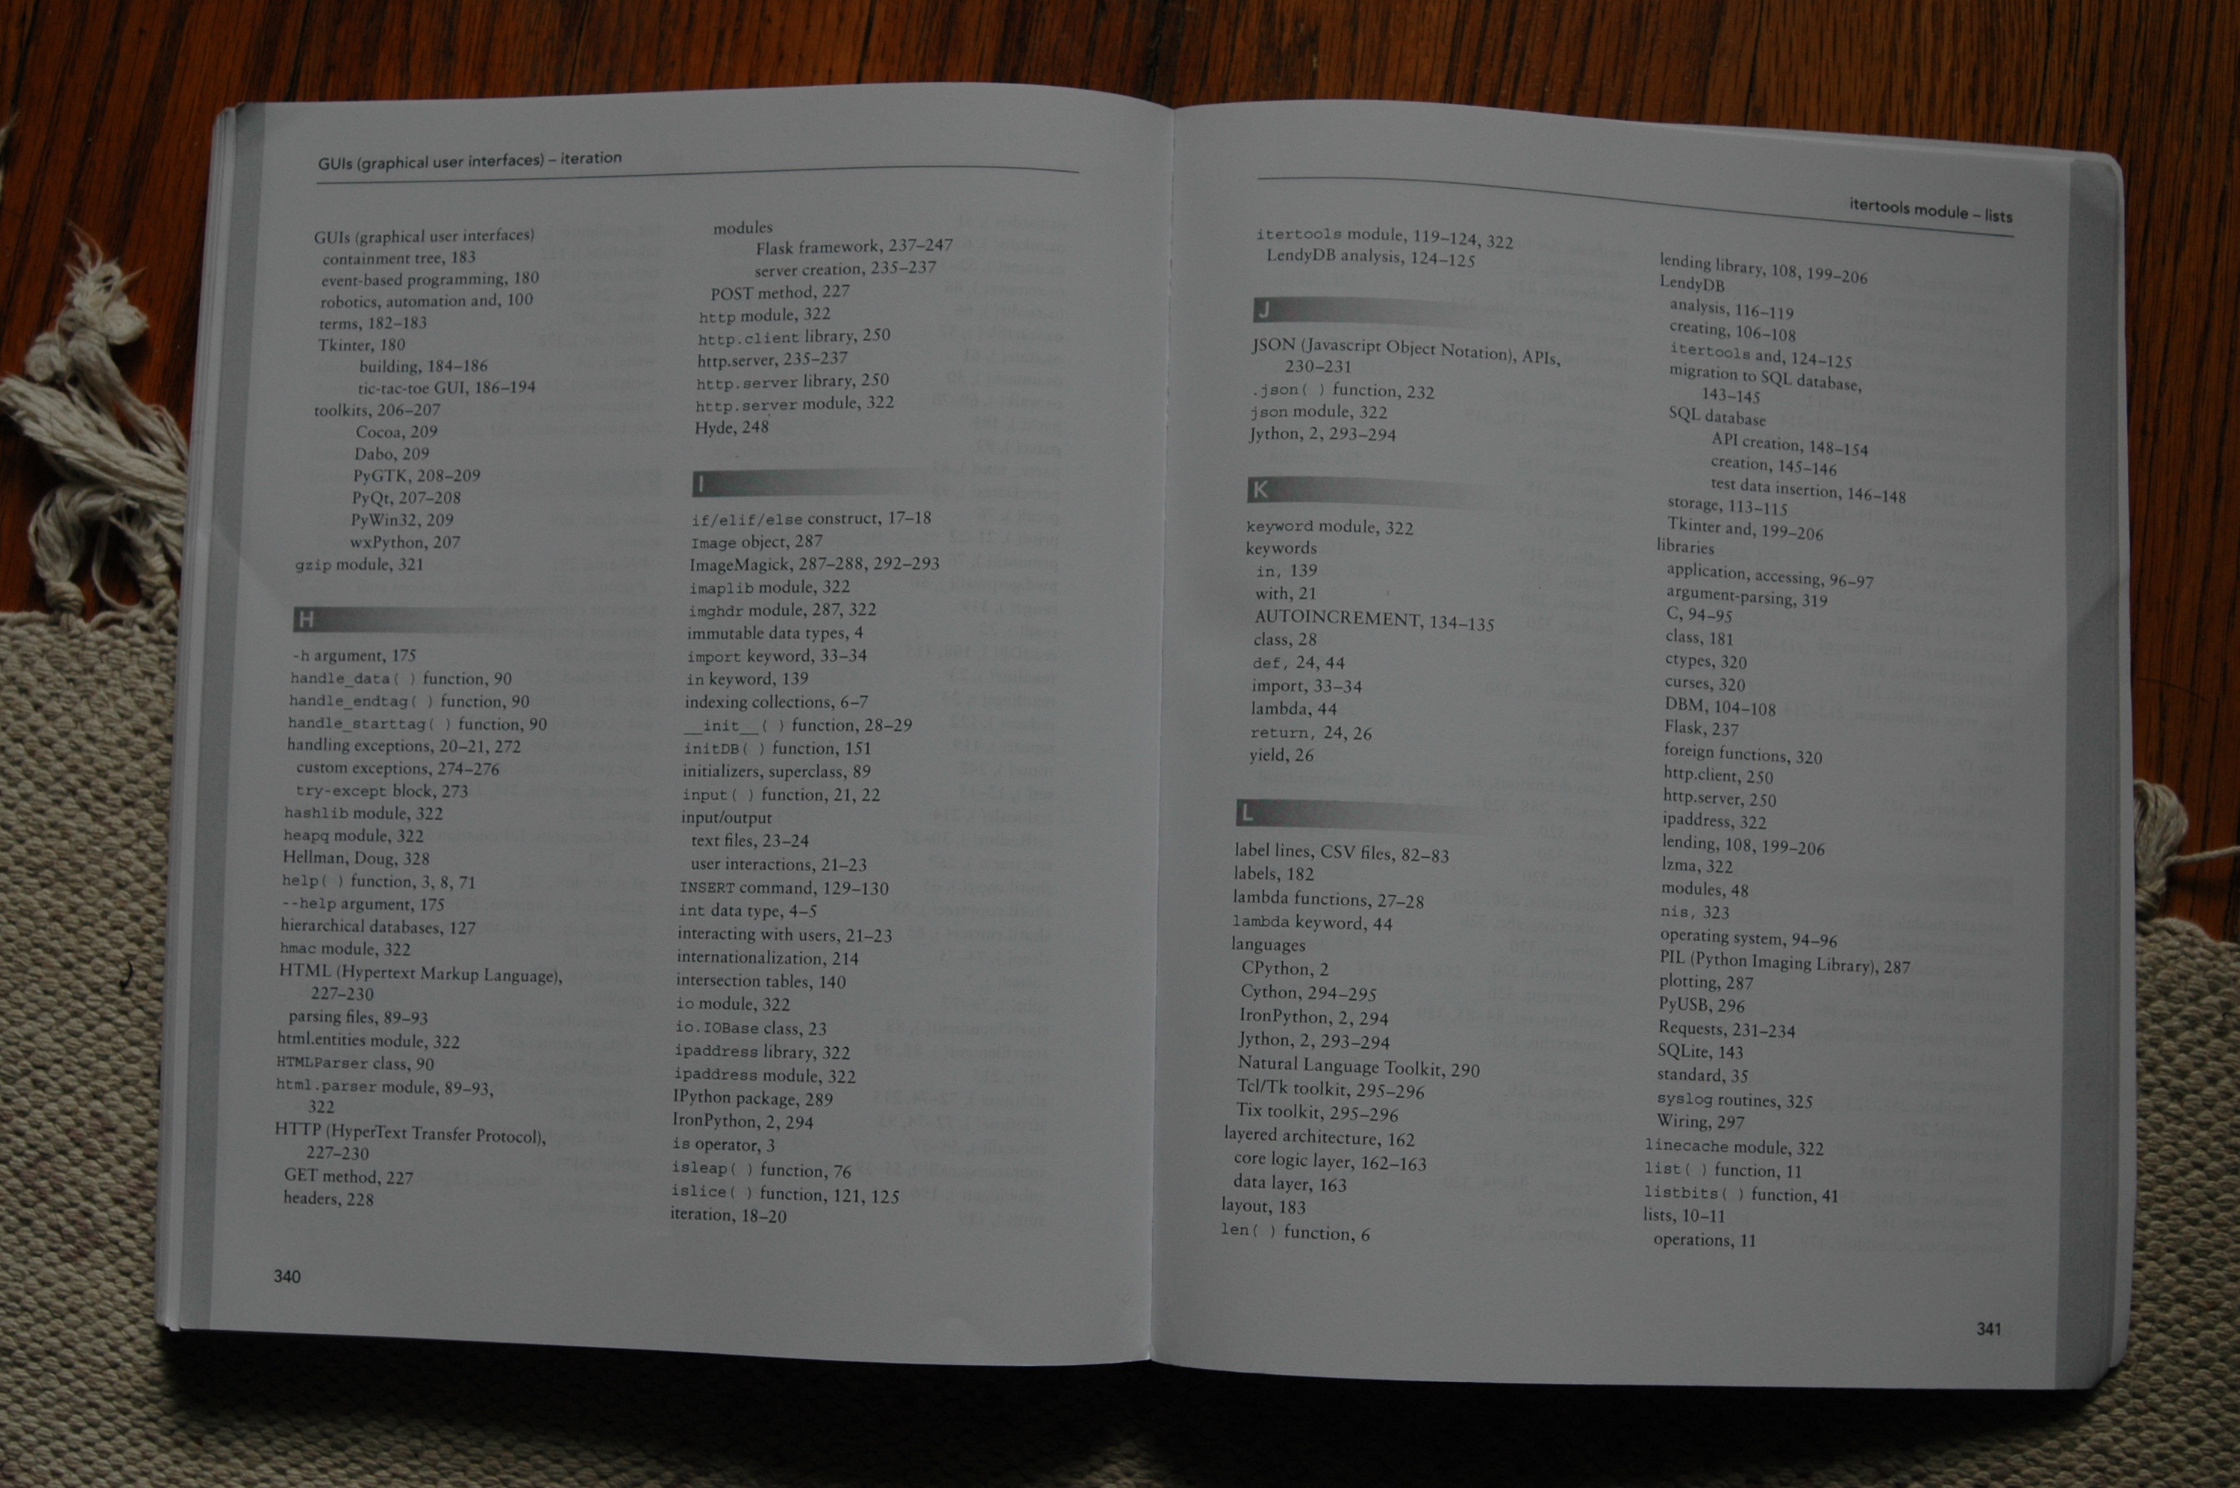 GUIs (graphical user interfaces) – iteration
GUIs (graphical user interfaces)
containment tree, 183
event-based programming, 180
robotics, automation and, 100
terms, 182–183
Tkinter, 180
building, 184–186
tic-tac-toe GUI, 186–194
toolkits, 206–207
Cocoa, 209
Dabo, 209
PyGTK, 208–209
PyQt, 207–208
PyWin32, 209
wxPython, 207
gzip module, 321
H
-h argument, 175
handle_data( ) function, 90
handle_endtag( ) function, 90
handle_starttag( ) function, 90
handling exceptions, 20–21, 272
custom exceptions, 274–276
try-except block, 273
hashlib module, 322
heapq module, 322
Hellman, Doug, 328
help( ) function, 3, 8, 71
--help argument, 175
hierarchical databases, 127
hmac module, 322
HTML (Hypertext Markup Language),
227–230
parsing files, 89–93
html.entities module, 322
HTMLParser class, 90
html.parser module, 89–93,
322
HTTP (HyperText Transfer Protocol),
227–230
GET method, 227
headers, 228
modules
Flask framework, 237–247
server creation, 235–237
POST method, 227
http module, 322
http.client library, 250
http.server, 235–237
http.server library, 250
http.server module, 322
Hyde, 248
I
if/elif/else construct, 17–18
Image object, 287
ImageMagick, 287–288, 292–293
imaplib module, 322
imghdr module, 287, 322
immutable data types, 4
import keyword, 33–34
in keyword, 139
indexing collections, 6–7
__init__( ) function, 28–29
initDB( ) function, 151
initializers, superclass, 89
input( ) function, 21, 22
input/output
text files, 23–24
user interactions, 21–23
INSERT command, 129–130
int data type, 4–5
interacting with users, 21–23
internationalization, 214
intersection tables, 140
io module, 322
io.IOBase class, 23
ipaddress library, 322
ipaddress module, 322
IPython package, 289
IronPython, 2, 294
is operator, 3
isleap( ) function, 76
islice( ) function, 121, 125
iteration, 18–20
340
itertools module – lists
itertools module, 119–124, 322
LendyDB analysis, 124–125
J
JSON (Javascript Object Notation), APIs,
230–231
.json( ) function, 232
json module, 322
Jython, 2, 293–294
K
keyword module, 322
keywords
in, 139
with, 21
AUTOINCREMENT, 134–135
class, 28
def, 24, 44
import, 33–34
lambda, 44
return, 24, 26
yield, 26
L
label lines, CSV files, 82–83
labels, 182
lambda functions, 27–28
lambda keyword, 44
languages
CPython, 2
Cython, 294–295
IronPython, 2, 294
Jython, 2, 293–294
Natural Language Toolkit, 290
Tcl/Tk toolkit, 295–296
Tix toolkit, 295–296
layered architecture, 162
core logic layer, 162–163
data layer, 163
layout, 183
len( ) function, 6
lending library, 108, 199–206
LendyDB
analysis, 116–119
creating, 106–108
itertools and, 124–125
migration to SQL database,
143–145
SQL database
API creation, 148–154
creation, 145–146
test data insertion, 146–148
storage, 113–115
Tkinter and, 199–206
libraries
application, accessing, 96–97
argument-parsing, 319
C, 94–95
class, 181
ctypes, 320
curses, 320
DBM, 104–108
Flask, 237
foreign functions, 320
http.client, 250
http.server, 250
ipaddress, 322
lending, 108, 199–206
lzma, 322
modules, 48
nis, 323
operating system, 94–96
PIL (Python Imaging Library), 287
plotting, 287
PyUSB, 296
Requests, 231–234
SQLite, 143
standard, 35
syslog routines, 325
Wiring, 297
linecache module, 322
list( ) function, 11
listbits( ) function, 41
lists, 10–11
operations, 11
341